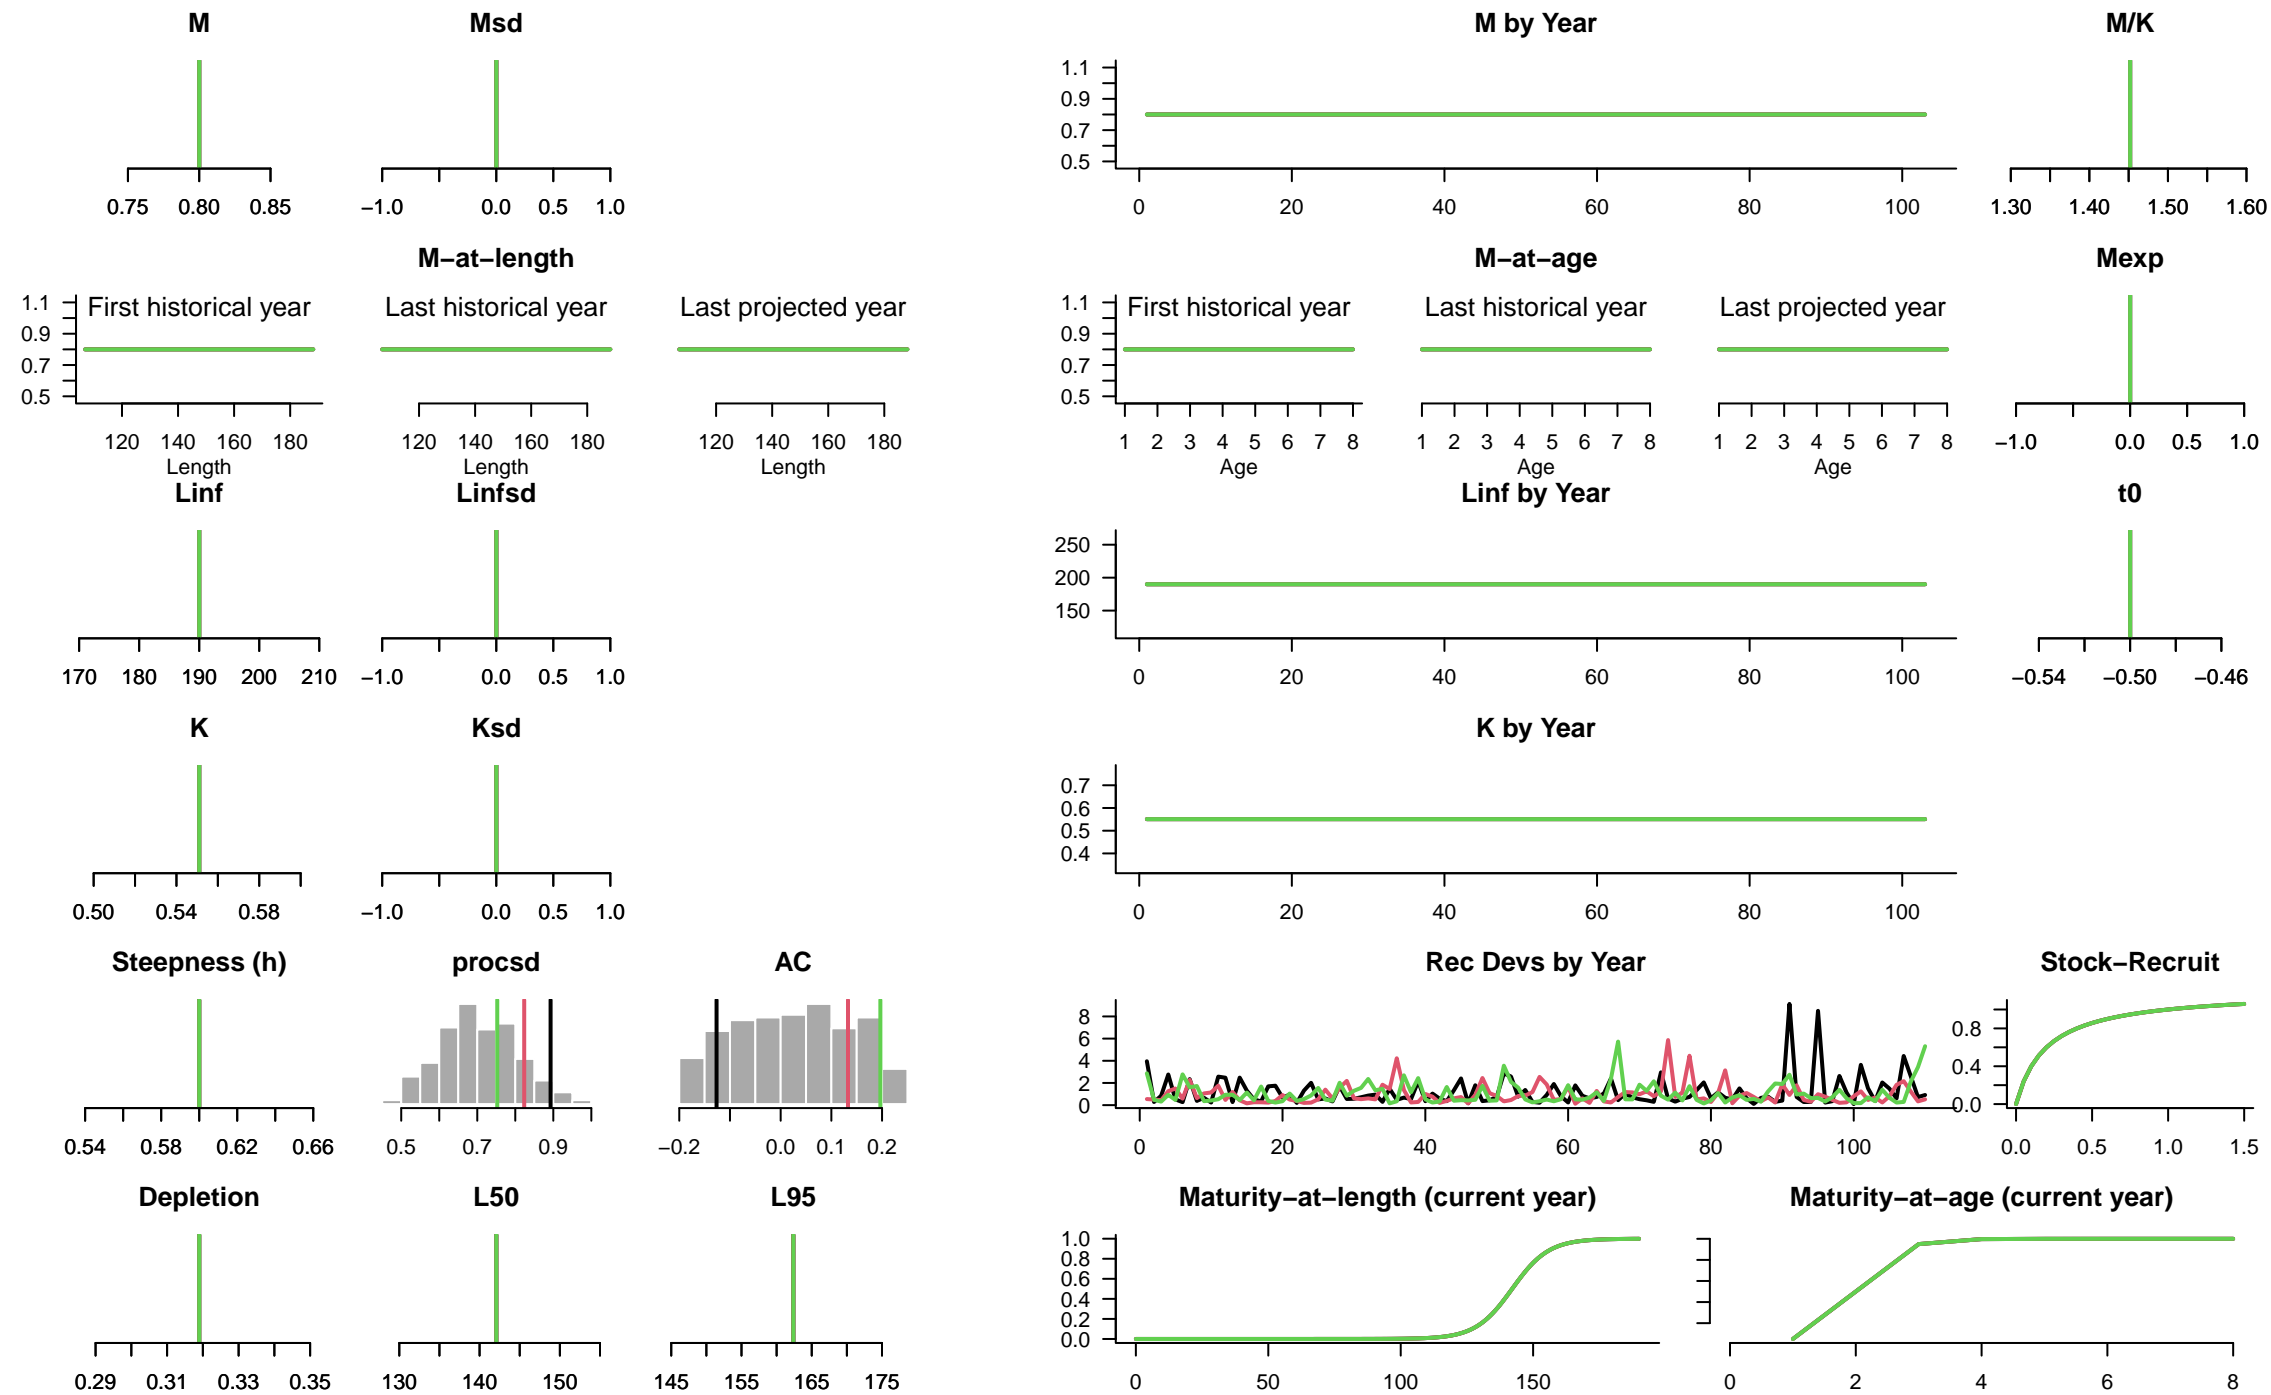 M Msd M by Year M/K
1.1
0.9
0.7
0.5
0.75 0.80 0.85 −1.0 0.0 0.5 1.0 0 20 40 60 80 100 1.30 1.40 1.50 1.60
M−at−length M−at−age Mexp
1.1 First historical year Last historical year Last projected year 1.1 First historical year Last historical year Last projected year
0.9 0.9
0.7 0.7
0.5 0.5
120 140 160 180 120 140 160 180 120 140 160 180 1 2 3 4 5 6 7 8 1 2 3 4 5 6 7 8 1 2 3 4 5 6 7 8 −1.0 0.0 0.5 1.0
Length Length Length Age Age Age
Linf Linfsd Linf by Year t0
250
200
150
170 180 190 200 210 −1.0 0.0 0.5 1.0 0 20 40 60 80 100 −0.54 −0.50 −0.46
K Ksd K by Year
0.7
0.6
0.5
0.4
0.50 0.54 0.58 −1.0 0.0 0.5 1.0 0 20 40 60 80 100
Steepness (h) procsd AC Rec Devs by Year Stock−Recruit
8
6 0.8
4 0.4
2
0 0.0
0.54 0.58 0.62 0.66 0.5 0.7 0.9 −0.2 0.0 0.1 0.2 0 20 40 60 80 100 0.0 0.5 1.0 1.5
Depletion L50 L95 Maturity−at−length (current year) Maturity−at−age (current year)
1.0
0.8
0.6
0.4
0.2
0.0
0.29 0.31 0.33 0.35 130 140 150 145 155 165 175 0 50 100 150 0 2 4 6 8